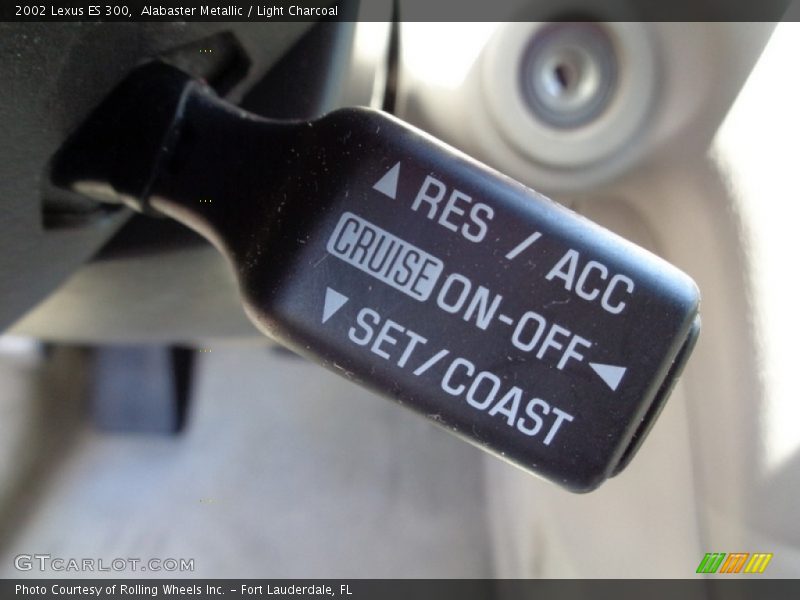 2002 Lexus ES 300,  Alabaster Metallic / Light Charcoal
▲ RES / ACC
CRUISE ON-OFF ◀
▼ SET/COAST
GTCARLOT.COM
Photo Courtesy of Rolling Wheels Inc. – Fort Lauderdale, FL